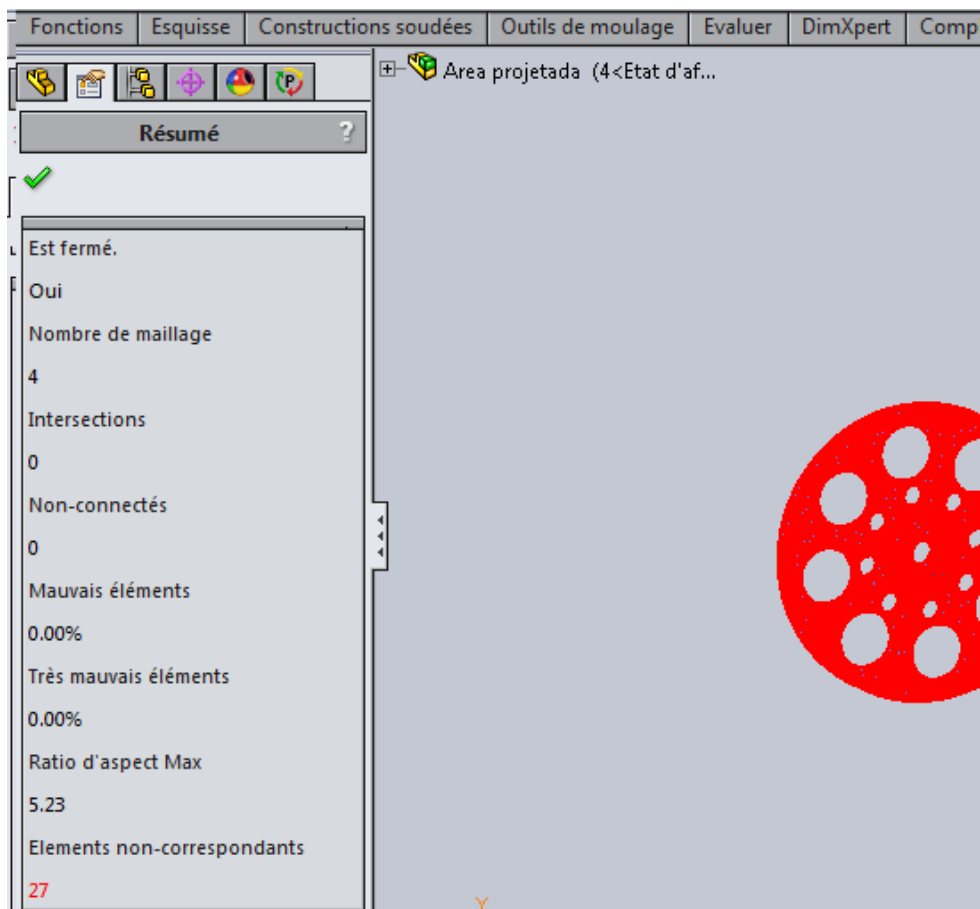 Fonctions Esquisse Constructions soudées Outils de moulage Evaluer DimXpert Comp
Area projetada (4<Etat d'af...
Résumé ?
Est fermé.
Oui
Nombre de maillage
4
Intersections
0
Non-connectés
0
Mauvais éléments
0.00%
Très mauvais éléments
0.00%
Ratio d'aspect Max
5.23
Elements non-correspondants
27